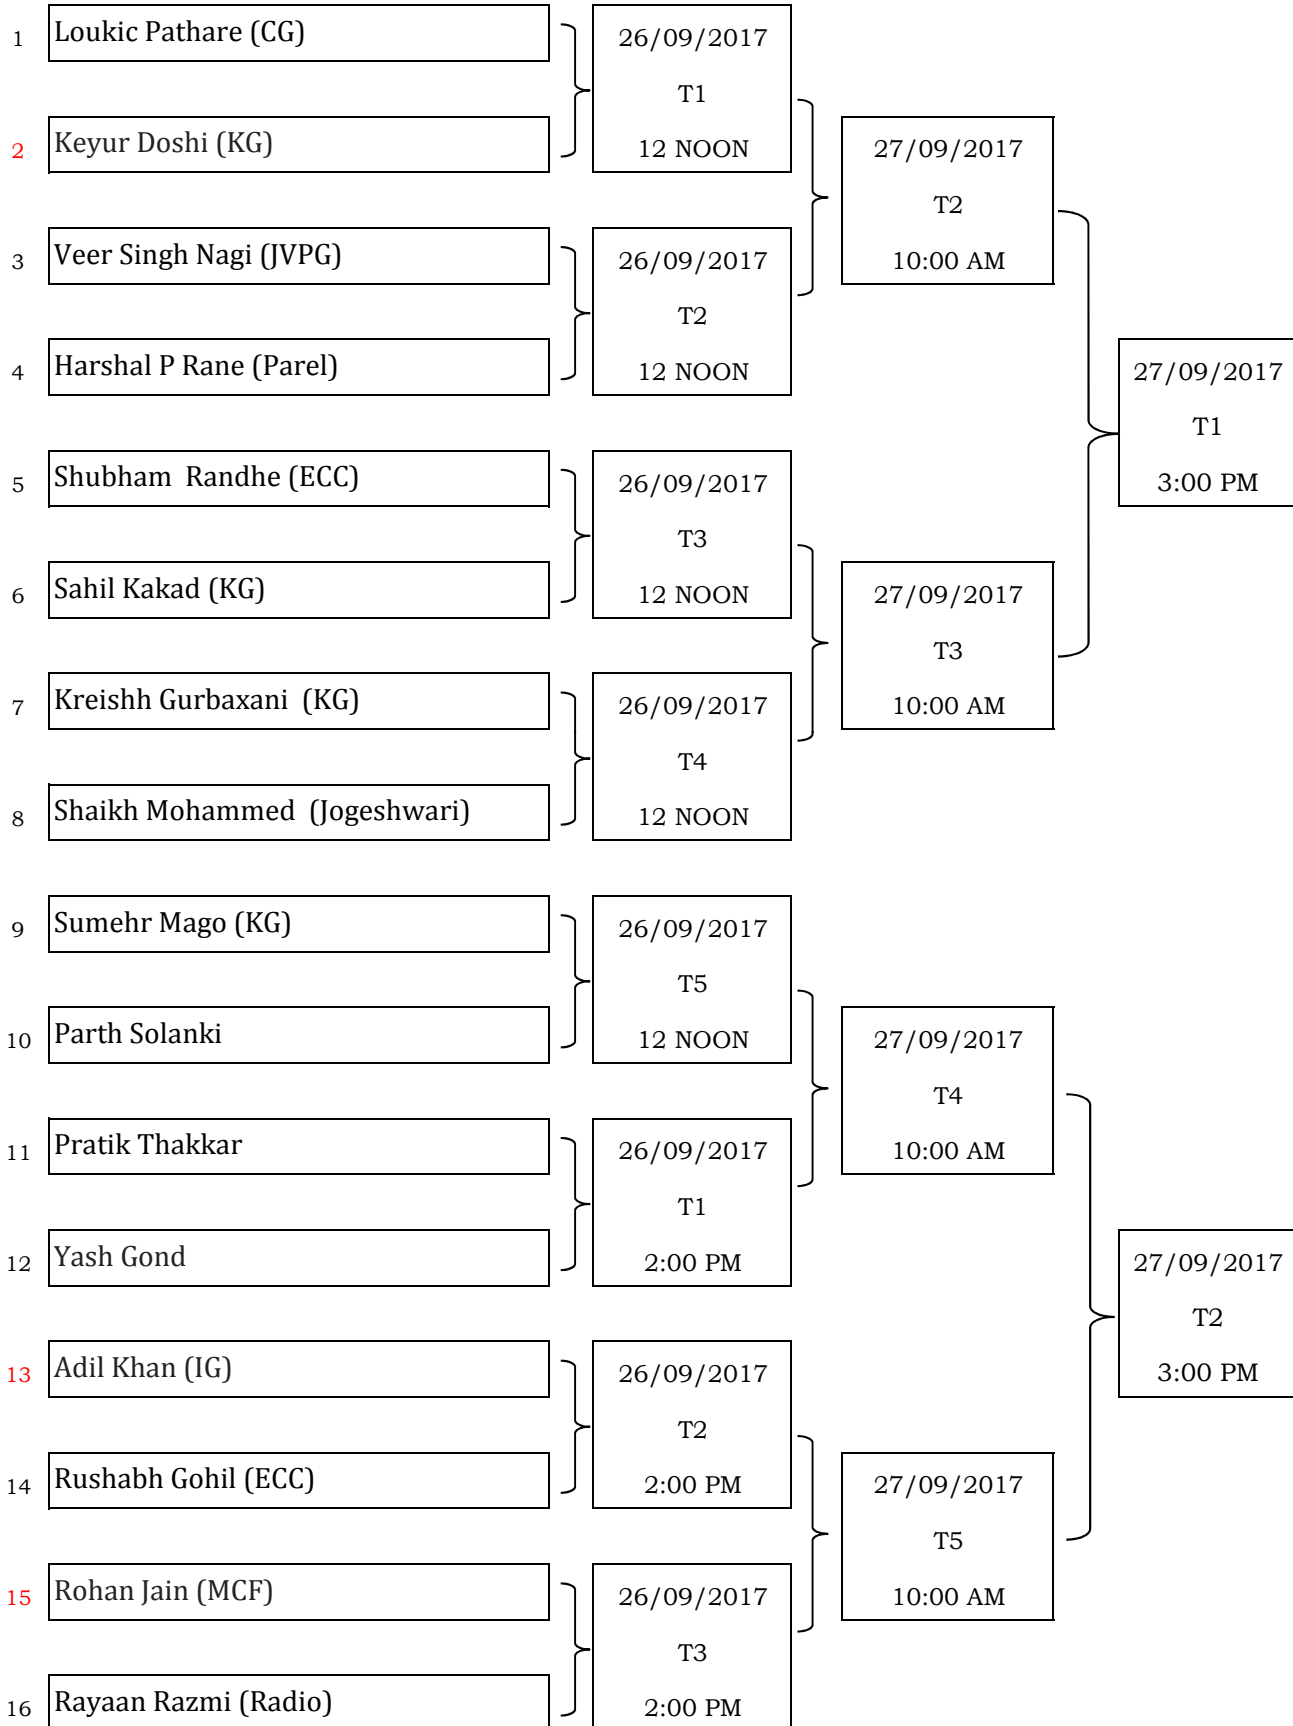 1 Loukic Pathare (CG)
26/09/2017
T1
12 NOON
2 Keyur Doshi (KG)
27/09/2017
T2
10:00 AM
3 Veer Singh Nagi (JVPG)
26/09/2017
T2
12 NOON
4 Harshal P Rane (Parel)
27/09/2017
T1
3:00 PM
5 Shubham  Randhe (ECC)
26/09/2017
T3
12 NOON
6 Sahil Kakad (KG)
27/09/2017
T3
10:00 AM
7 Kreishh Gurbaxani  (KG)
26/09/2017
T4
12 NOON
8 Shaikh Mohammed  (Jogeshwari)
9 Sumehr Mago (KG)
26/09/2017
T5
12 NOON
10 Parth Solanki
27/09/2017
T4
10:00 AM
11 Pratik Thakkar
26/09/2017
T1
2:00 PM
12 Yash Gond
27/09/2017
T2
3:00 PM
13 Adil Khan (IG)
26/09/2017
T2
2:00 PM
14 Rushabh Gohil (ECC)
27/09/2017
T5
10:00 AM
15 Rohan Jain (MCF)
26/09/2017
T3
2:00 PM
16 Rayaan Razmi (Radio)